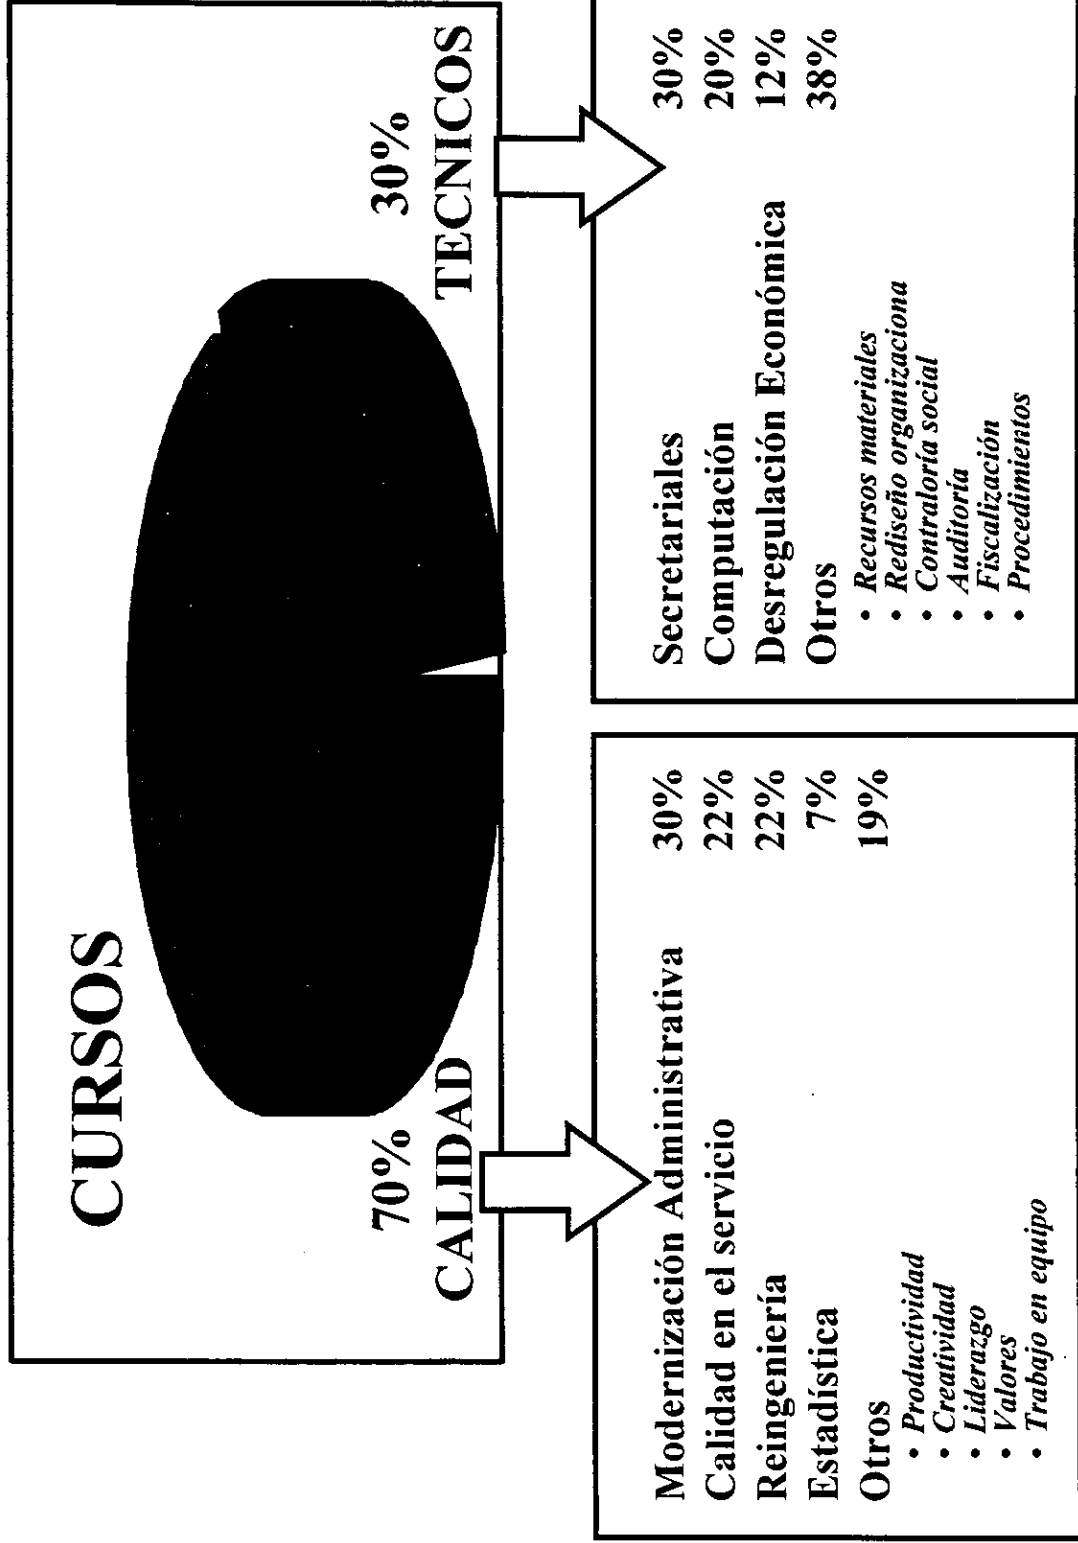 CURSOS
70%
CALIDAD
30%
TECNICOS
Modernización Administrativa 30%
Calidad en el servicio 22%
Reingeniería 22%
Estadística 7%
Otros 19%
• Productividad
• Creatividad
• Liderazgo
• Valores
• Trabajo en equipo
Secretariales 30%
Computación 20%
Desregulación Económica 12%
Otros 38%
• Recursos materiales
• Rediseño organizaciona
• Contraloría social
• Auditoría
• Fiscalización
• Procedimientos